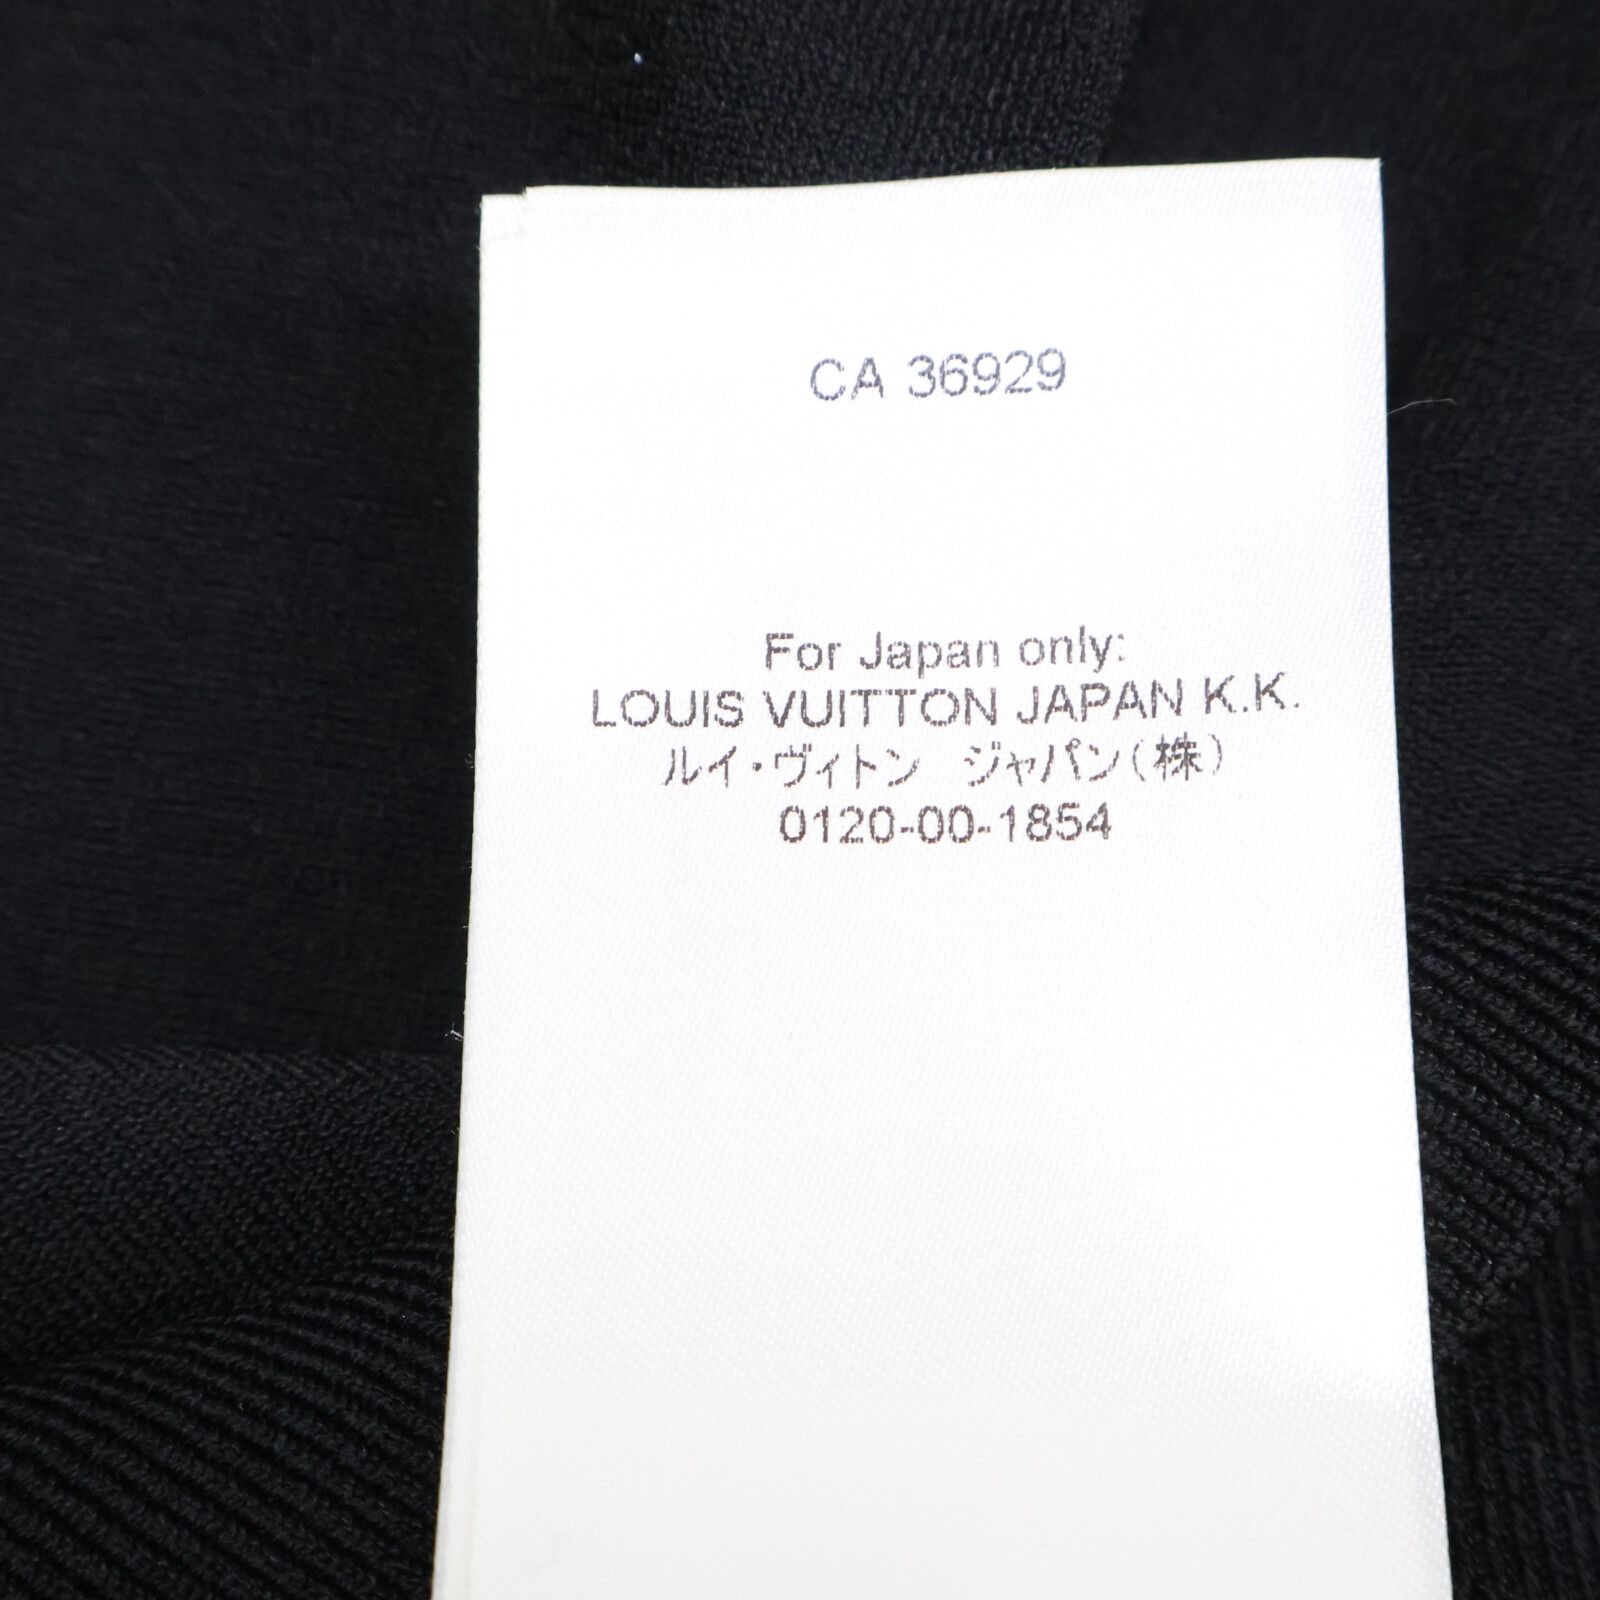 CA 36929
For Japan only:
LOUIS VUITTON JAPAN K.K.
ルイ・ヴィトン　ジャパン(株)
0120-00-1854